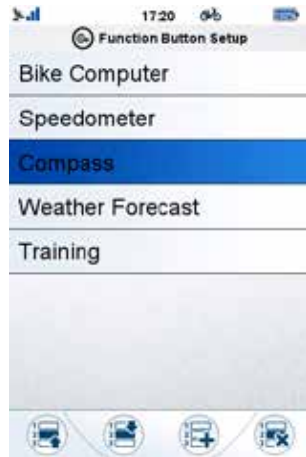 17:20
Function Button Setup
Bike Computer
Speedometer
Compass
Weather Forecast
Training